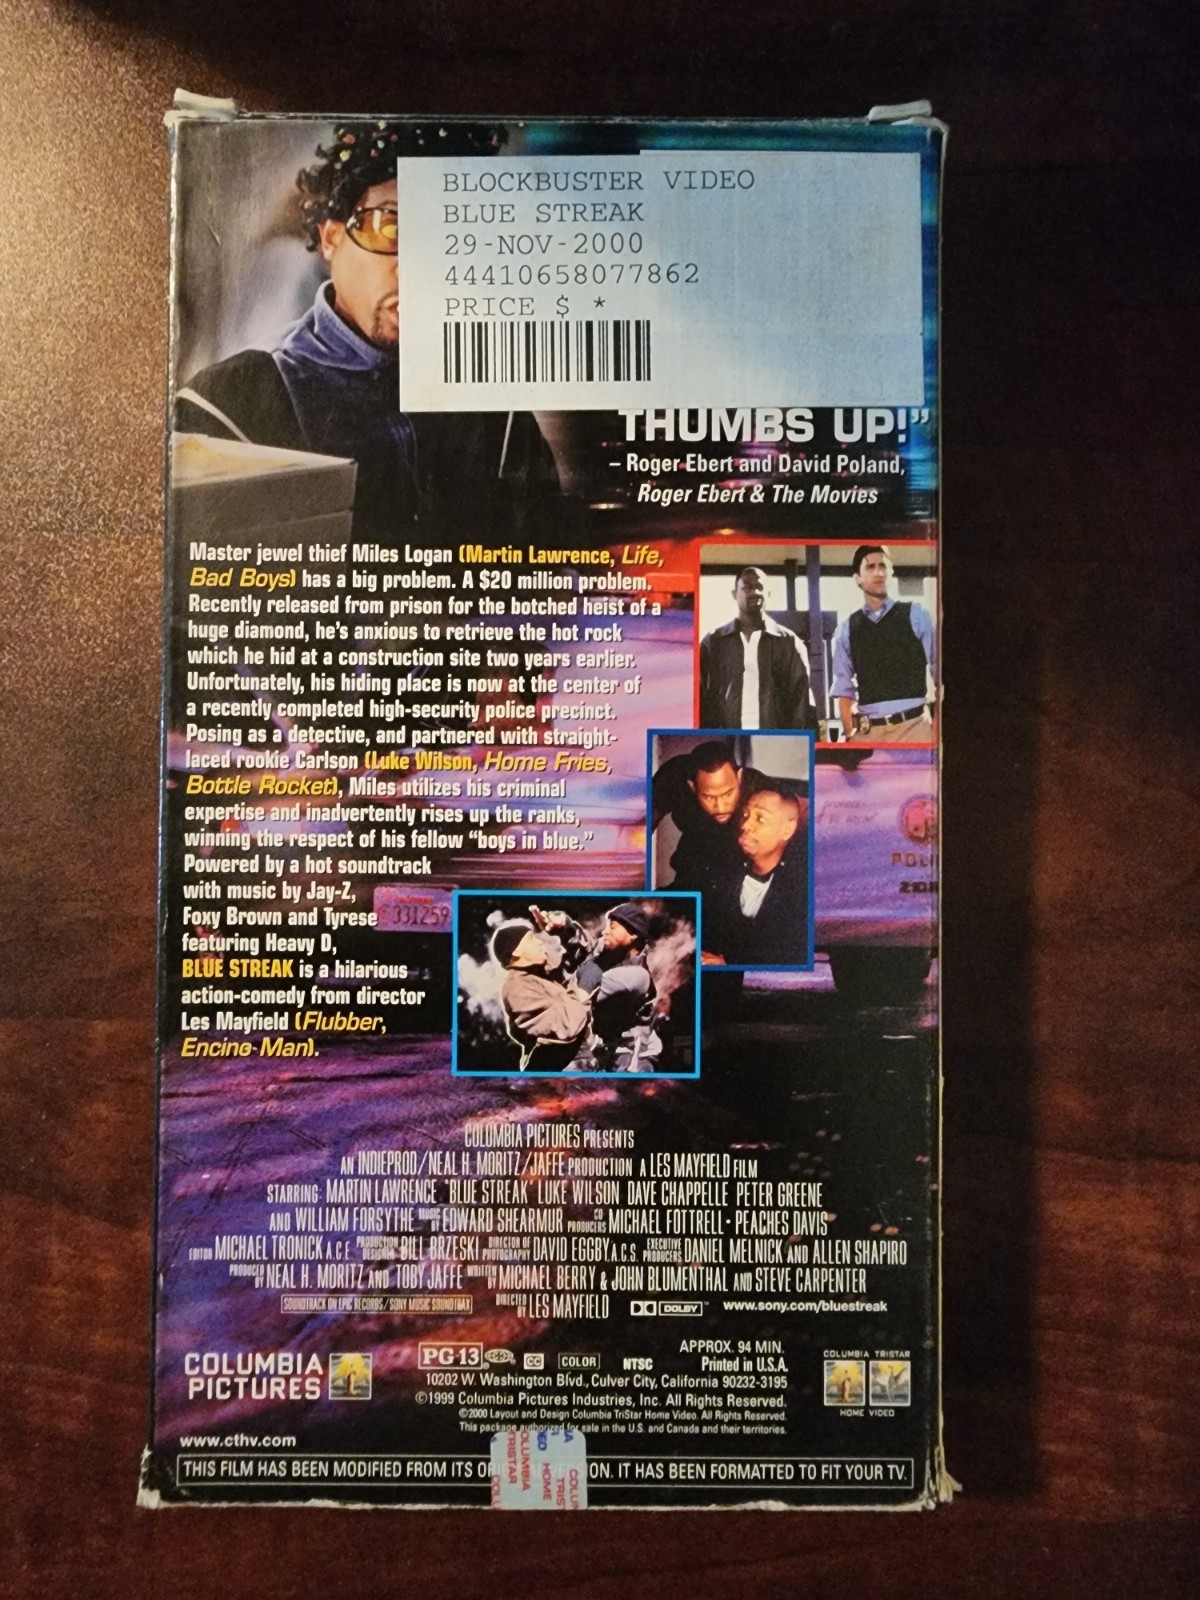 BLOCKBUSTER VIDEO
BLUE STREAK
29-NOV-2000
44410658077862
PRICE $ *
THUMBS UP!”
– Roger Ebert and David Poland,
Roger Ebert & The Movies
Master jewel thief Miles Logan (Martin Lawrence, Life,
Bad Boys) has a big problem. A $20 million problem.
Recently released from prison for the botched heist of a
huge diamond, he's anxious to retrieve the hot rock
which he hid at a construction site two years earlier.
Unfortunately, his hiding place is now at the center of
a recently completed high-security police precinct.
Posing as a detective, and partnered with straight-
laced rookie Carlson (Luke Wilson, Home Fries,
Bottle Rocket), Miles utilizes his criminal
expertise and inadvertently rises up the ranks,
winning the respect of his fellow “boys in blue.”
Powered by a hot soundtrack
with music by Jay-Z,
Foxy Brown and Tyrese
featuring Heavy D,
BLUE STREAK is a hilarious
action-comedy from director
Les Mayfield (Flubber,
Encino Man).
331259
POLI
COLUMBIA PICTURES PRESENTS
AN INDIEPROD/NEAL H. MORITZ/JAFFE PRODUCTION A LES MAYFIELD FILM
STARRING MARTIN LAWRENCE "BLUE STREAK" LUKE WILSON DAVE CHAPPELLE PETER GREENE
AND WILLIAM FORSYTHE MUSIC BY EDWARD SHEARMUR CO PRODUCERS MICHAEL FOTTRELL • PEACHES DAVIS
EDITOR MICHAEL TRONICK A.C.E. PRODUCTION DESIGNER BILL BRZESKI DIRECTOR OF PHOTOGRAPHY DAVID EGGBY A.C.S. EXECUTIVE PRODUCERS DANIEL MELNICK AND ALLEN SHAPIRO
PRODUCED BY NEAL H. MORITZ AND TOBY JAFFE WRITTEN BY MICHAEL BERRY & JOHN BLUMENTHAL AND STEVE CARPENTER
SOUNDTRACK ON EPIC RECORDS/SONY MUSIC SOUNDTRAX DIRECTED BY LES MAYFIELD DOLBY www.sony.com/bluestreak
COLUMBIA
PICTURES
PG-13 CC COLOR NTSC
APPROX. 94 MIN.
Printed in U.S.A.
10202 W. Washington Blvd., Culver City, California 90232-3195
©1999 Columbia Pictures Industries, Inc. All Rights Reserved.
©2000 Layout and Design Columbia TriStar Home Video. All Rights Reserved.
This package authorized for sale in the U.S. and Canada and their territories.
COLUMBIA TRISTAR
HOME VIDEO
www.cthv.com
THIS FILM HAS BEEN MODIFIED FROM ITS ON. IT HAS BEEN FORMATTED TO FIT YOUR TV.
OLUMBIA
TRISTAR
HOME